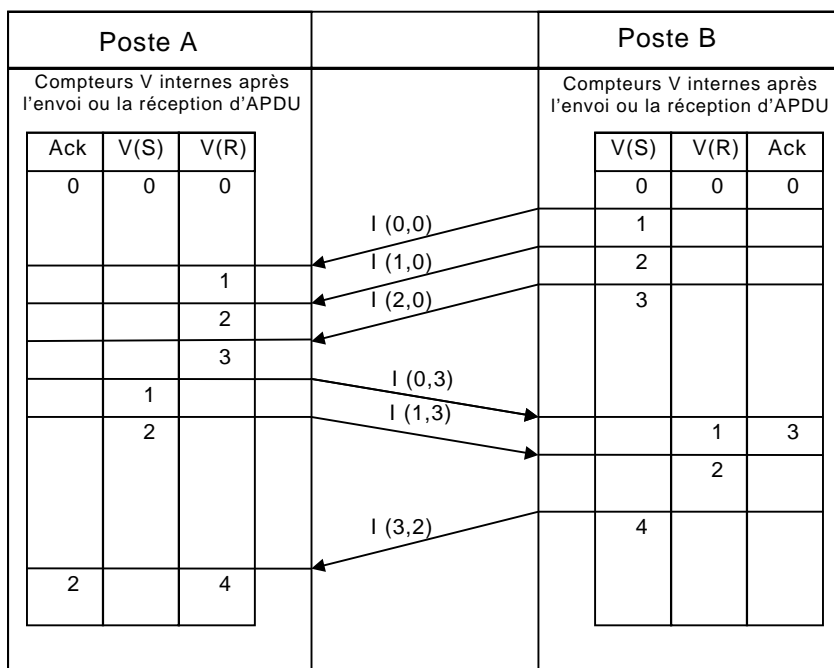 Poste A
Poste B
Compteurs V internes après
l'envoi ou la réception d'APDU
Compteurs V internes après
l'envoi ou la réception d'APDU
Ack V(S) V(R)
V(S) V(R) Ack
0 0 0
0 0 0
I (0,0)
1
I (1,0)
2
1
I (2,0)
3
2
3
I (0,3)
1
I (1,3)
2
1 3
2
I (3,2)
4
2 4